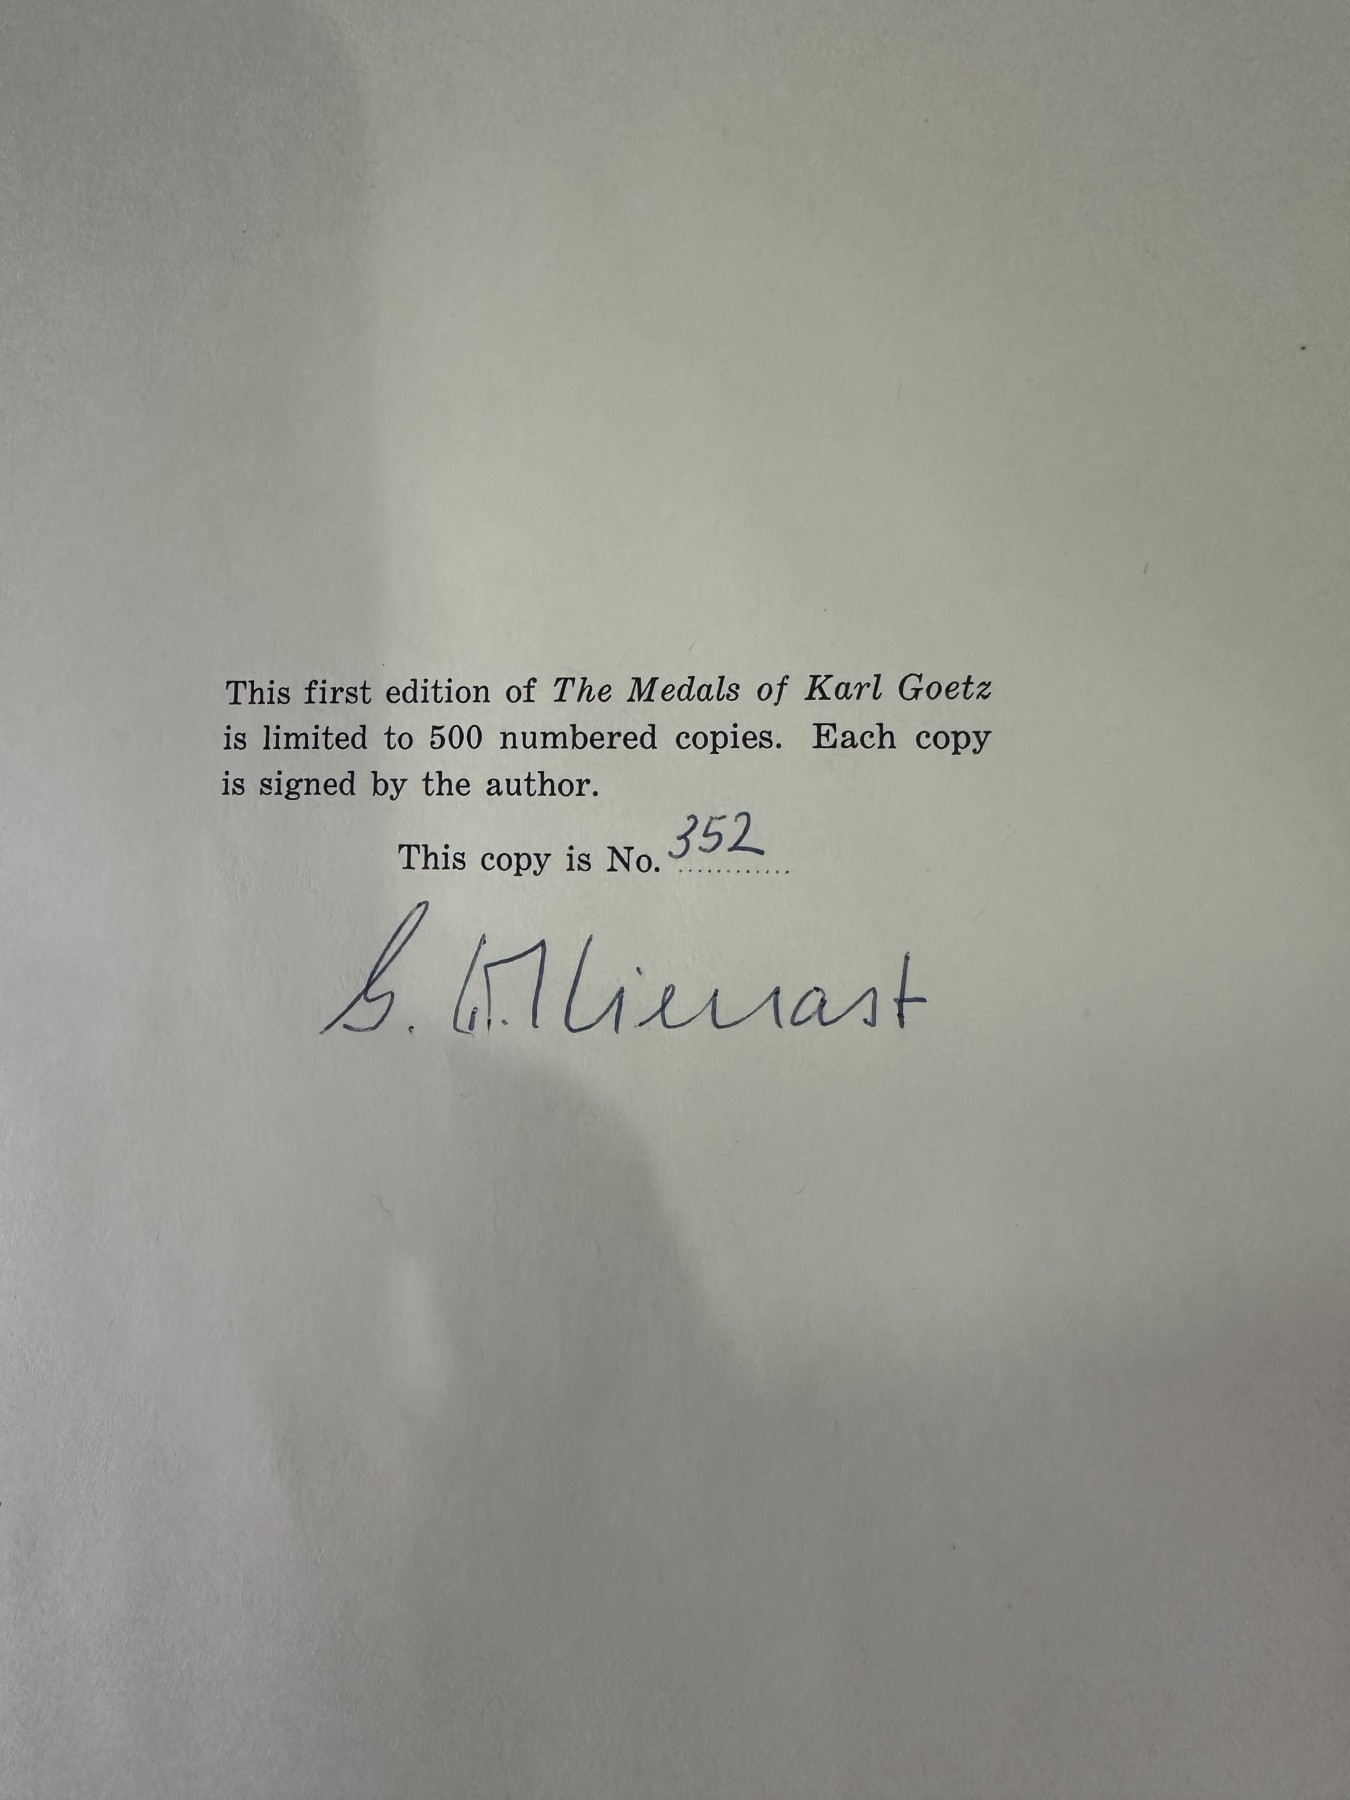 This first edition of The Medals of Karl Goetz
is limited to 500 numbered copies. Each copy
is signed by the author.
This copy is No. 352
G. W. Kienast